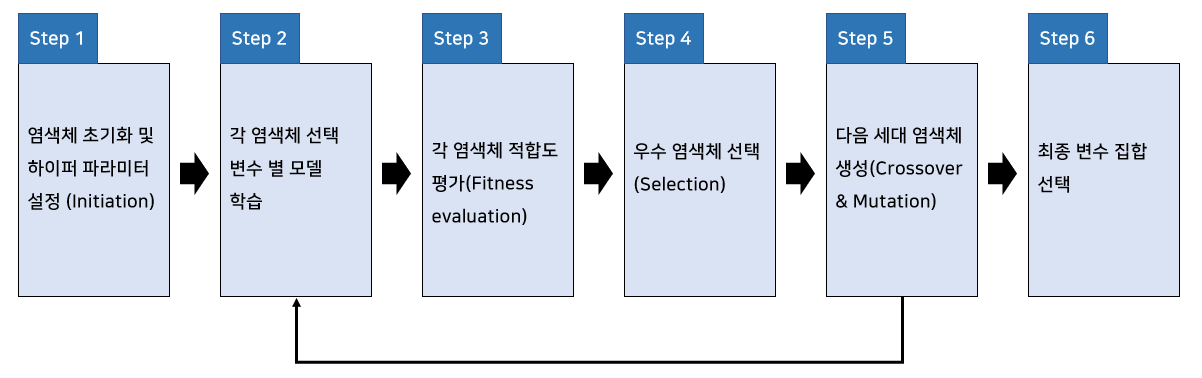 Step 1
염색체 초기화 및
하이퍼 파라미터
설정 (Initiation)
Step 2
각 염색체 선택
변수 별 모델
학습
Step 3
각 염색체 적합도
평가(Fitness
evaluation)
Step 4
우수 염색체 선택
(Selection)
Step 5
다음 세대 염색체
생성(Crossover
& Mutation)
Step 6
최종 변수 집합
선택